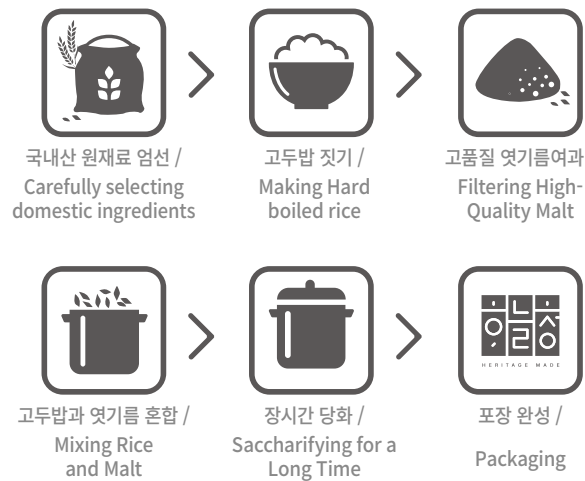 국내산 원재료 엄선 /
Carefully selecting
domestic ingredients
고두밥 짓기 /
Making Hard
boiled rice
고품질 엿기름여과
Filtering High-
Quality Malt
고두밥과 엿기름 혼합 /
Mixing Rice
and Malt
장시간 당화 /
Saccharifying for a
Long Time
HERITAGE MADE
포장 완성 /
Packaging